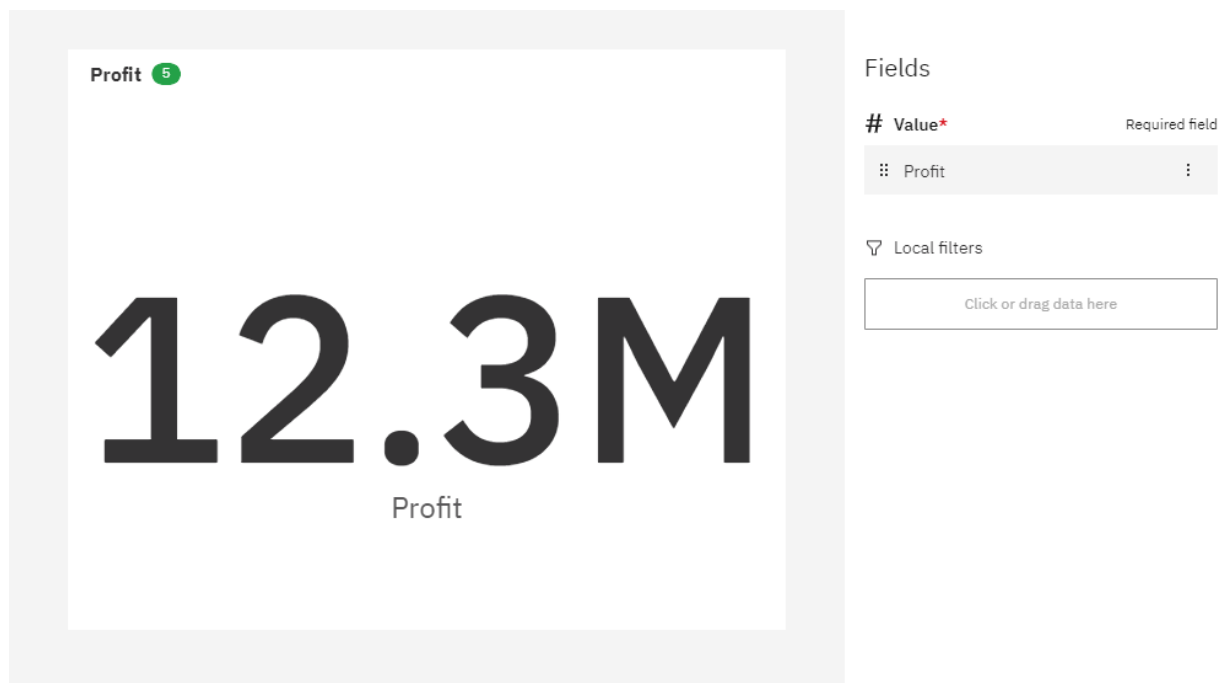 Profit 5
12.3M
Profit
Fields
# Value* Required field
Profit
Local filters
Click or drag data here